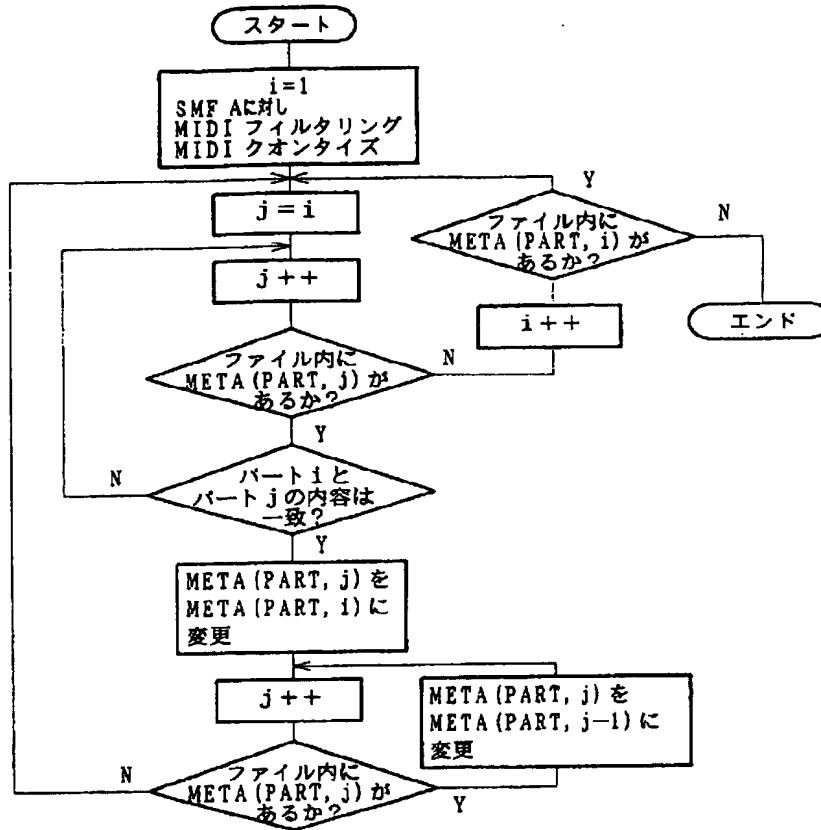 スタート
i=1
SMF Aに対し
MIDI フィルタリング
MIDI クオンタイズ
j=i
j++
ファイル内に
META(PART, j)が
あるか?
Y
N
i++
ファイル内に
META(PART, i)が
あるか?
Y
N
エンド
パートiと
パートjの内容は
一致?
N
Y
META(PART, j)を
META(PART, i)に
変更
j++
ファイル内に
META(PART, j)が
あるか?
N
Y
META(PART, j)を
META(PART, j-1)に
変更